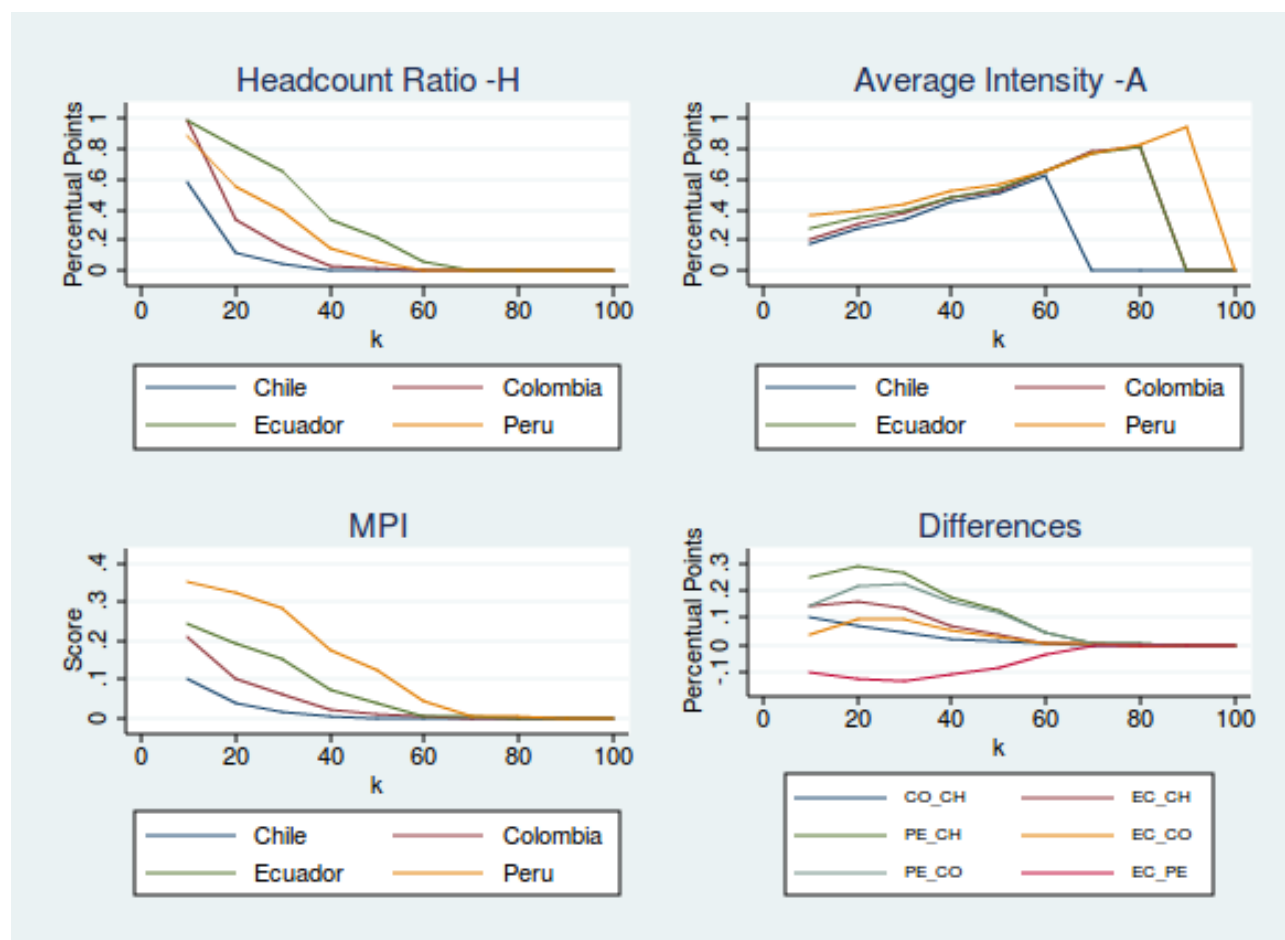 Headcount Ratio -H
Percentual Points
0 .2 .4 .6 .8 1
0 20 40 60 80 100
k
Chile Colombia
Ecuador Peru
Average Intensity -A
Percentual Points
0 .2 .4 .6 .8 1
0 20 40 60 80 100
k
Chile Colombia
Ecuador Peru
MPI
Score
0 .1 .2 .3 .4
0 20 40 60 80 100
k
Chile Colombia
Ecuador Peru
Differences
Percentual Points
-.1 0 .1 .2 .3
0 20 40 60 80 100
k
CO_CH EC_CH
PE_CH EC_CO
PE_CO EC_PE